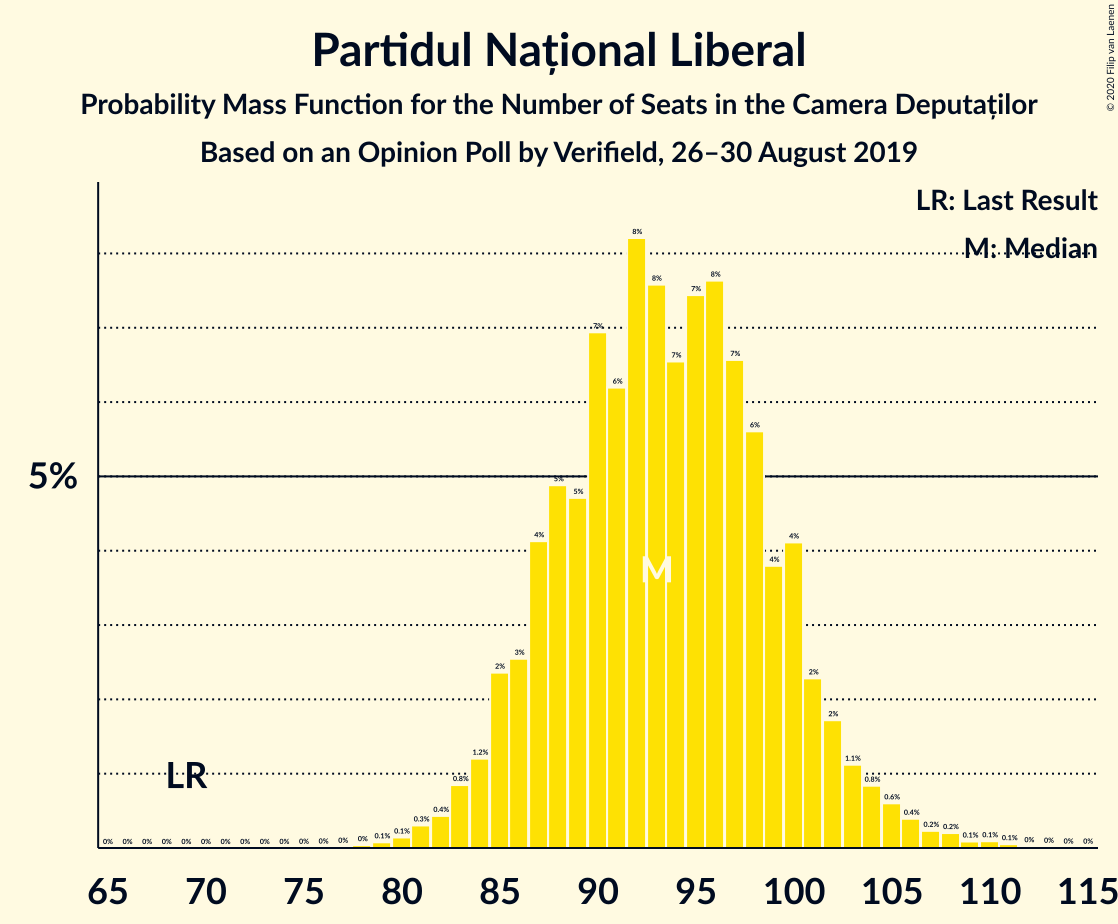 Partidul Național Liberal
Probability Mass Function for the Number of Seats in the Camera Deputaților
Based on an Opinion Poll by Verifield, 26–30 August 2019
© 2020 Filip van Laenen
LR: Last Result
M: Median
5%
0% 0% 0% 0% 0% 0% 0% 0% 0% 0% 0% 0% 0% 0% 0.1% 0.1% 0.3% 0.4% 0.8% 1.2% 2% 3% 4% 5% 5% 7% 6% 8% 8% 7% 7% 8% 7% 6% 4% 4% 2% 2% 1.1% 0.8% 0.6% 0.4% 0.2% 0.2% 0.1% 0.1% 0.1% 0% 0% 0% 0%
M
LR
65 70 75 80 85 90 95 100 105 110 115